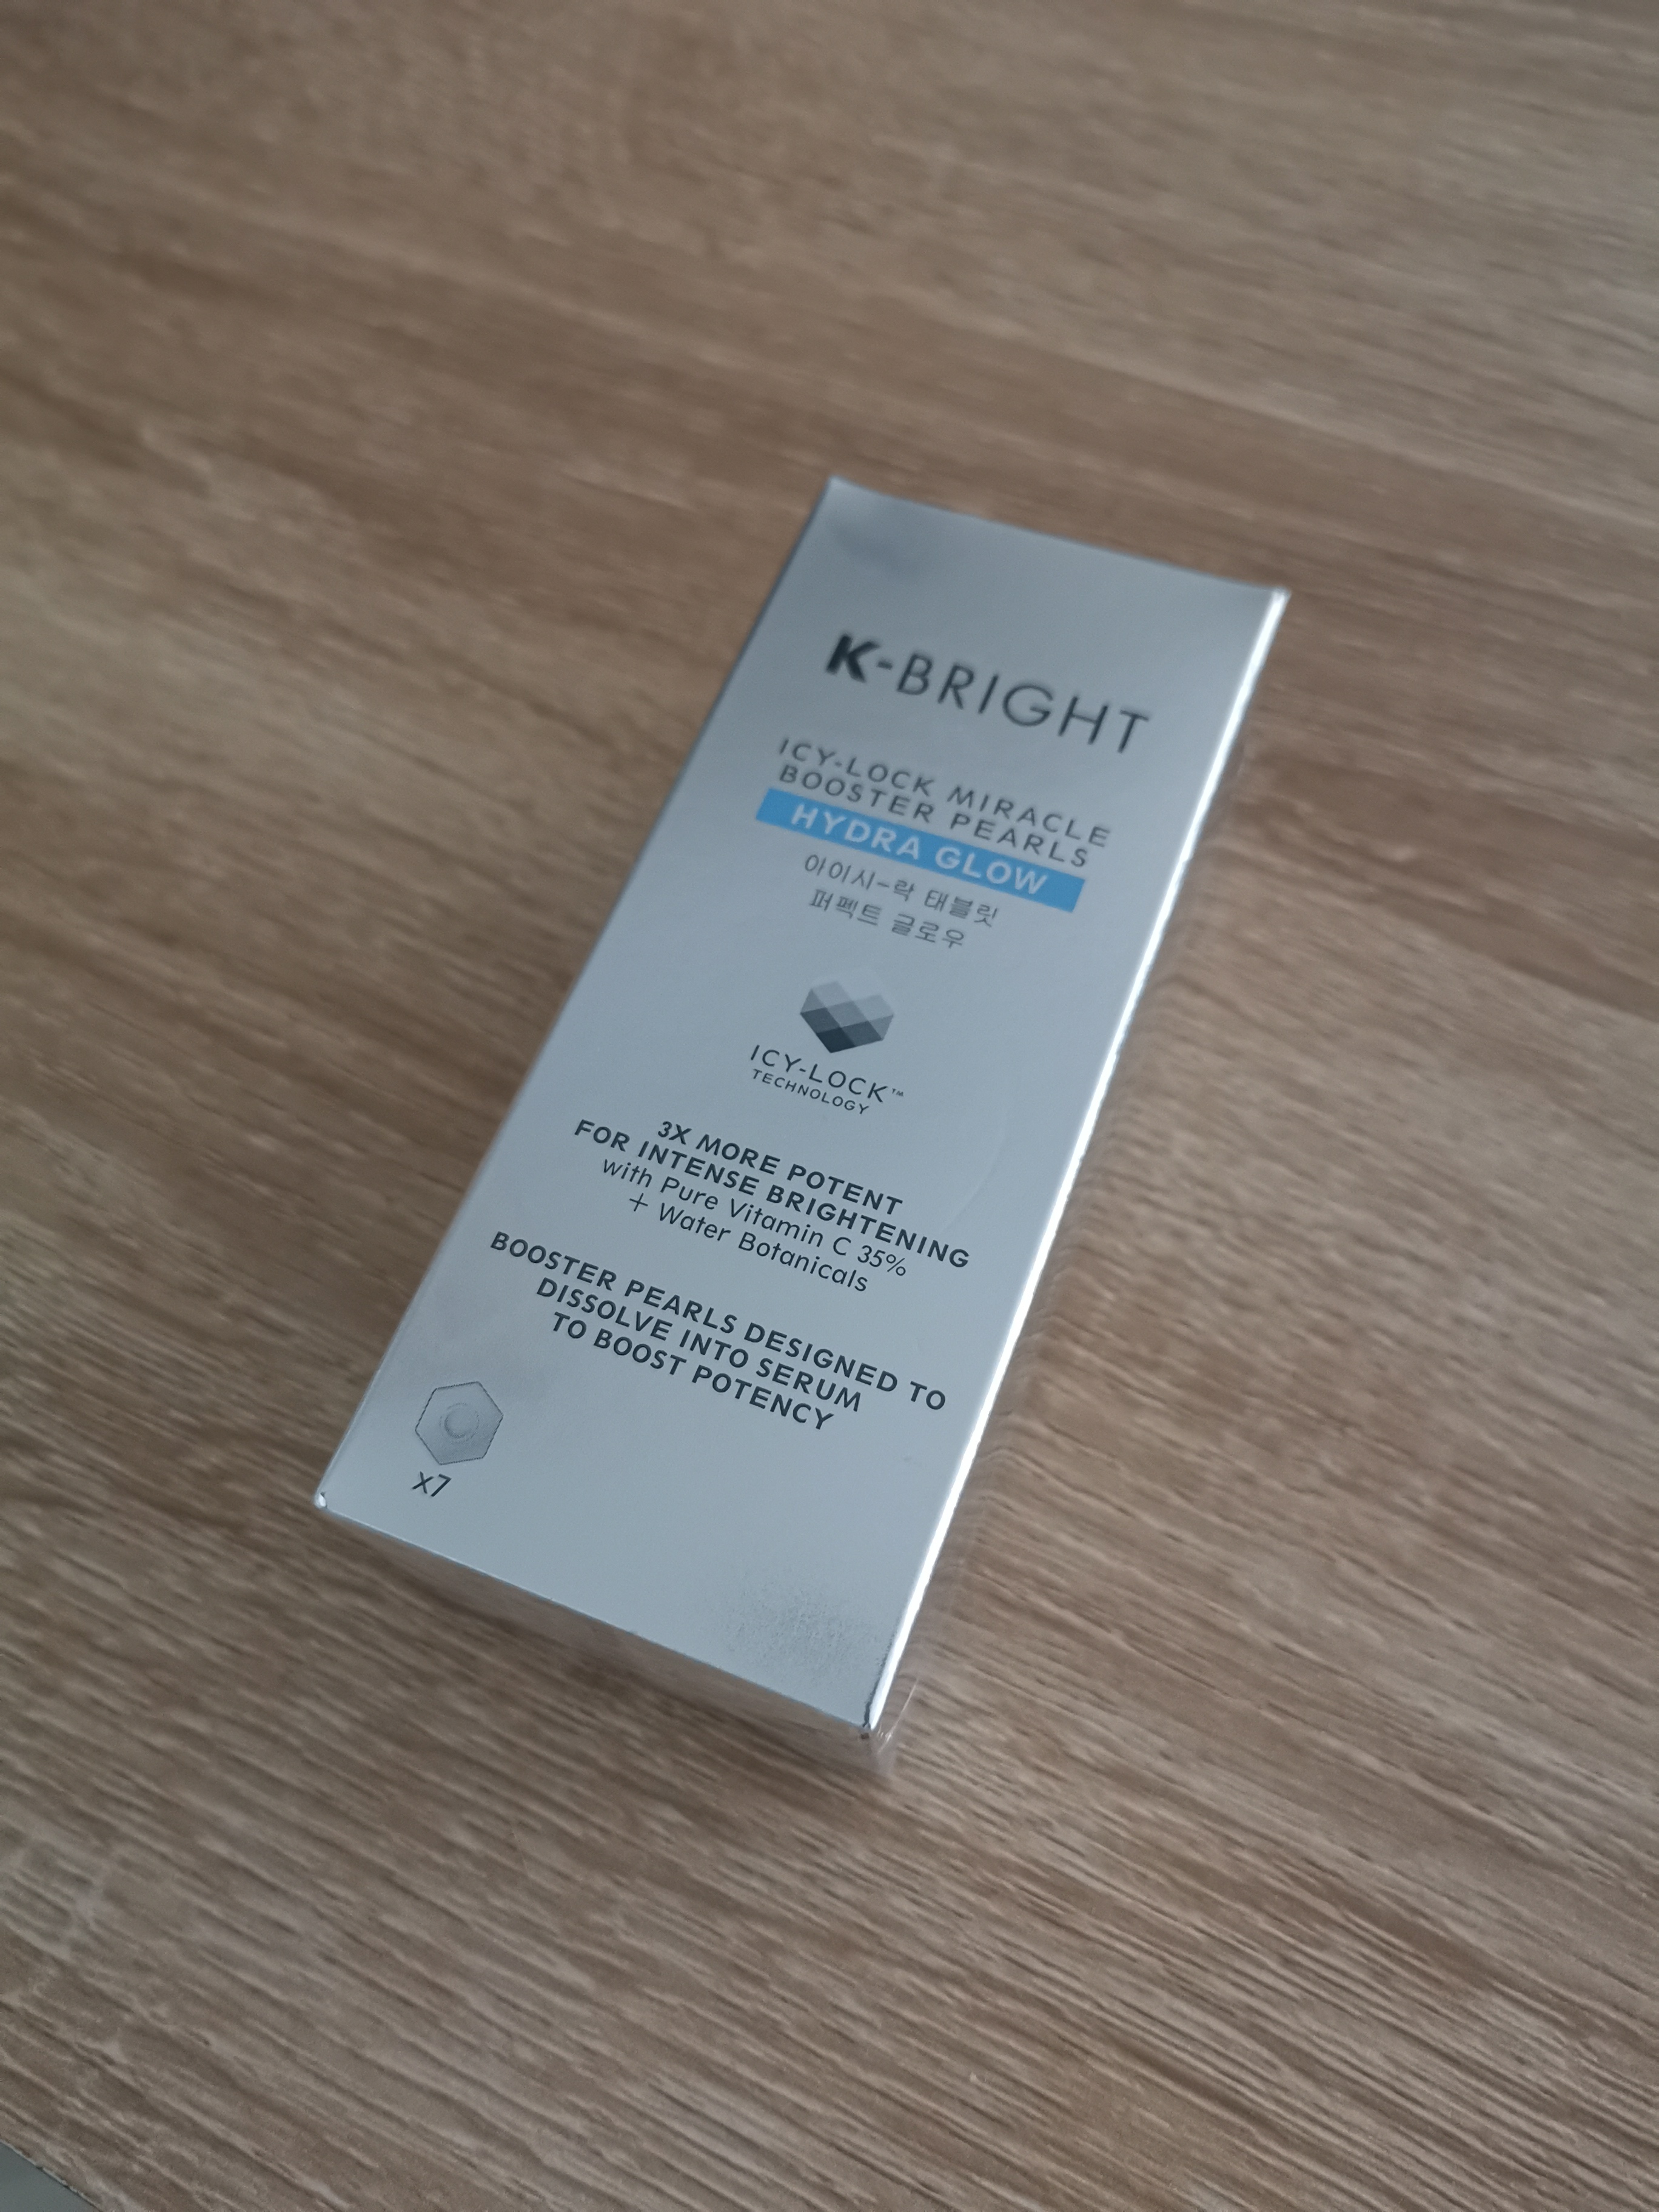 K-BRIGHT
ICY-LOCK MIRACLE
BOOSTER PEARLS
HYDRA GLOW
아이시-락 태블릿
퍼펙트 글로우
ICY-LOCK™
TECHNOLOGY
3X MORE POTENT
FOR INTENSE BRIGHTENING
with Pure Vitamin C 35%
+ Water Botanicals
BOOSTER PEARLS DESIGNED TO
DISSOLVE INTO SERUM
TO BOOST POTENCY
x7